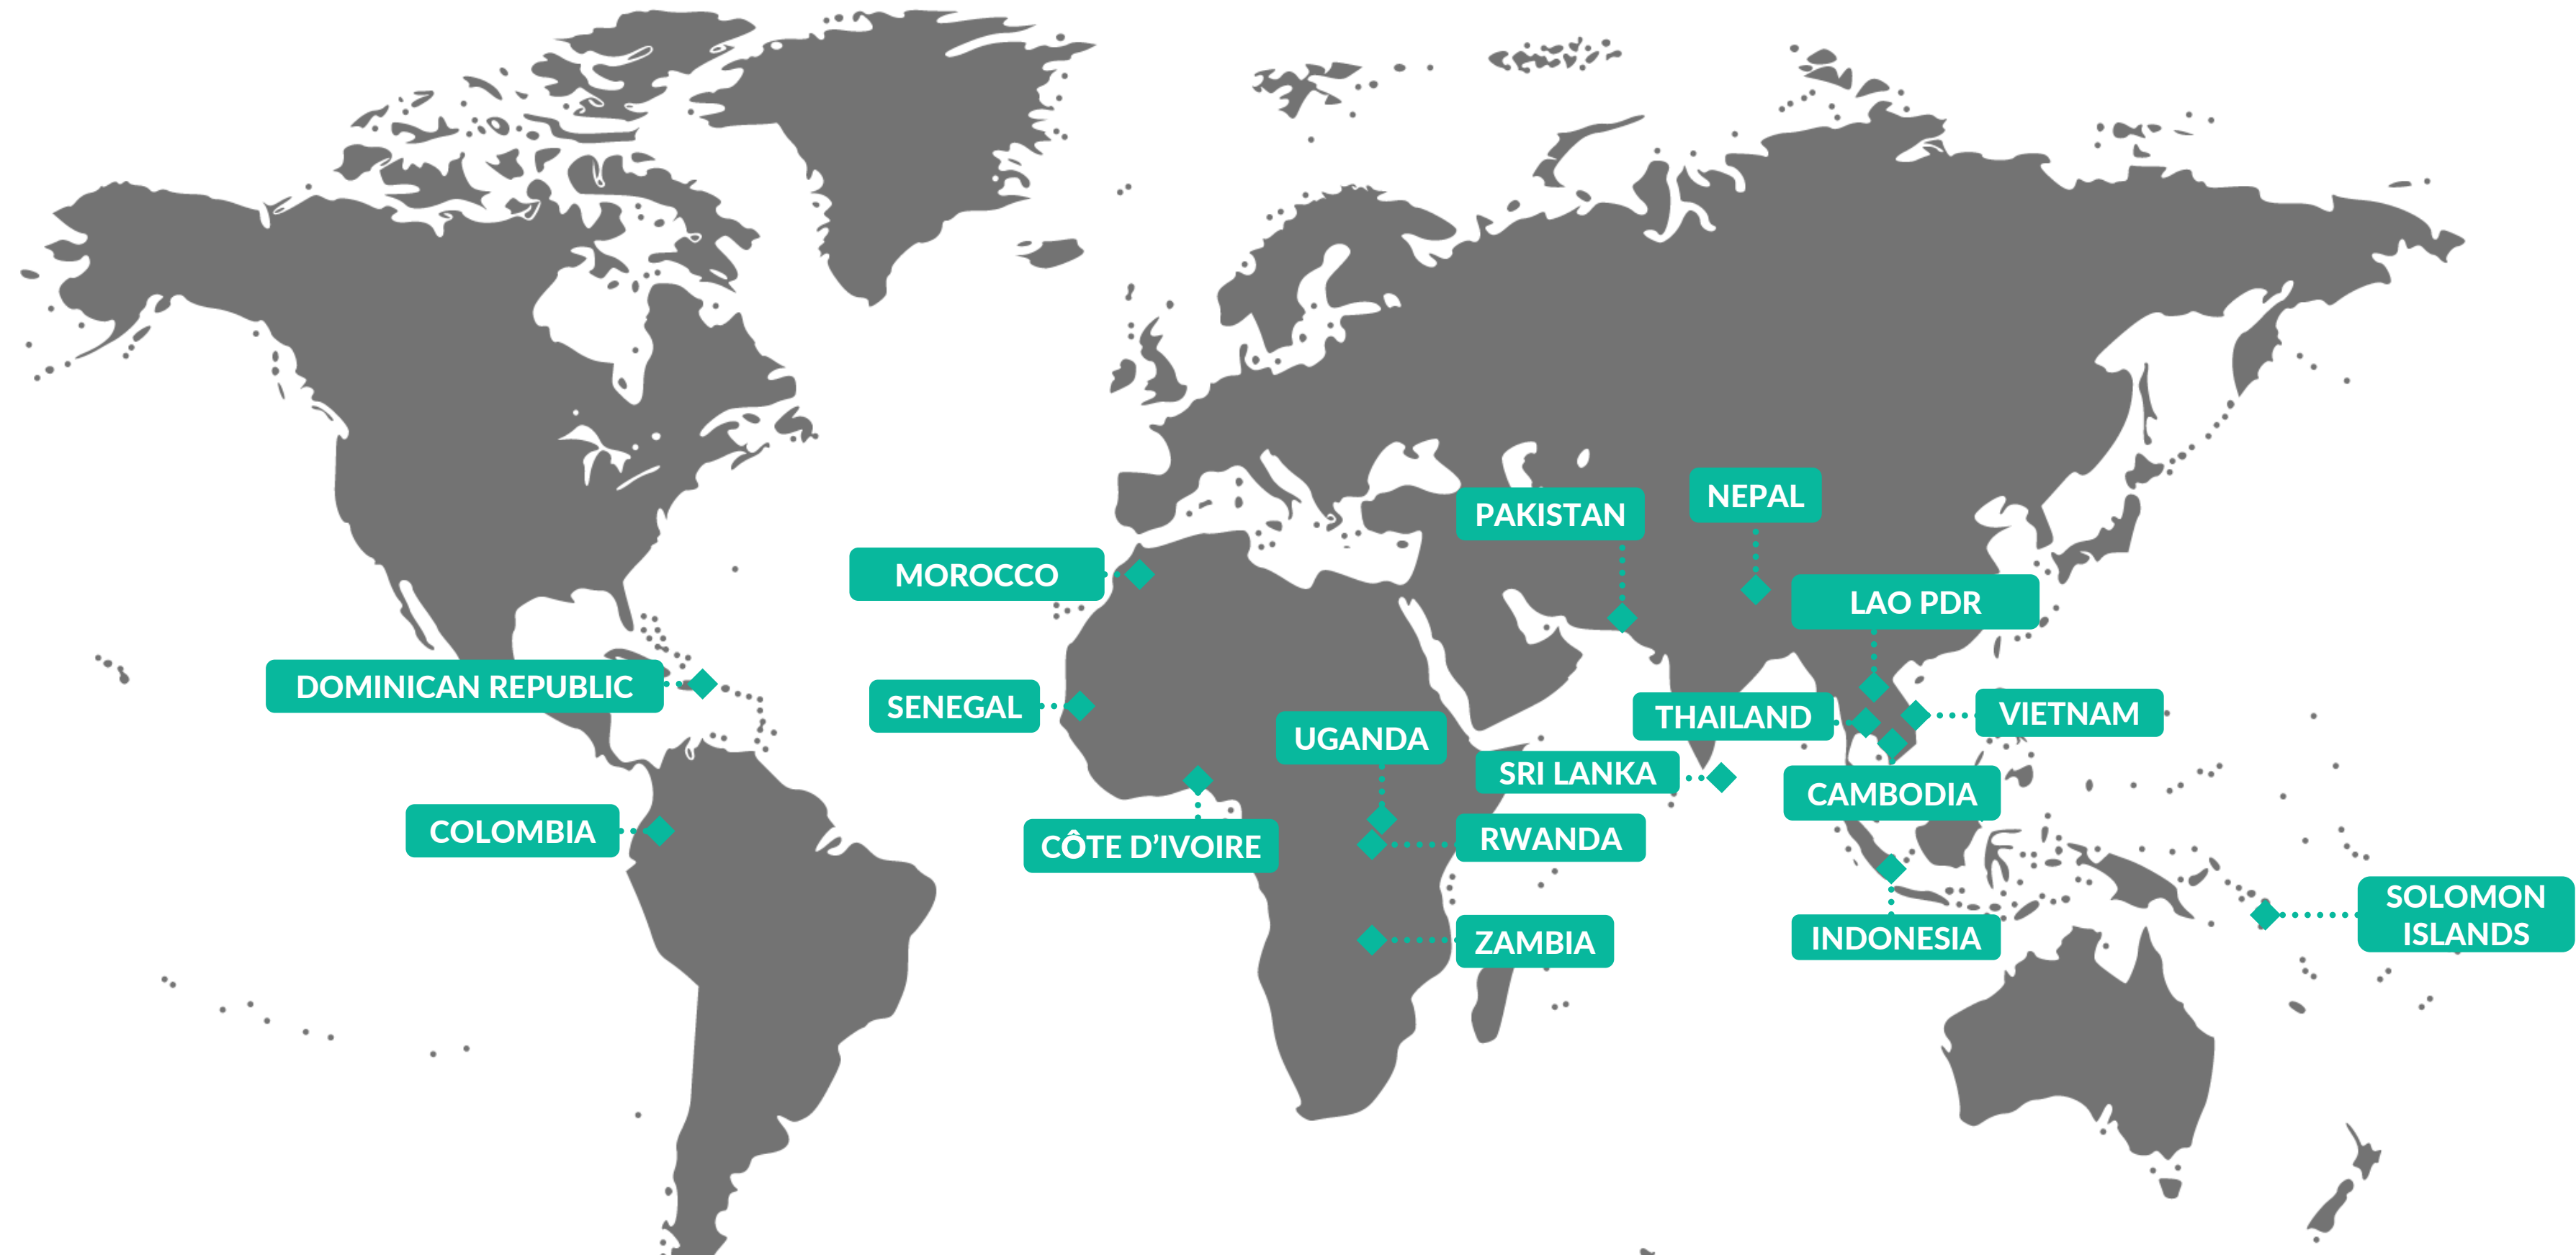 NEPAL
PAKISTAN
MOROCCO
LAO PDR
DOMINICAN REPUBLIC
SENEGAL
THAILAND
VIETNAM
UGANDA
SRI LANKA
CAMBODIA
COLOMBIA
CÔTE D’IVOIRE
RWANDA
SOLOMON
ISLANDS
INDONESIA
ZAMBIA